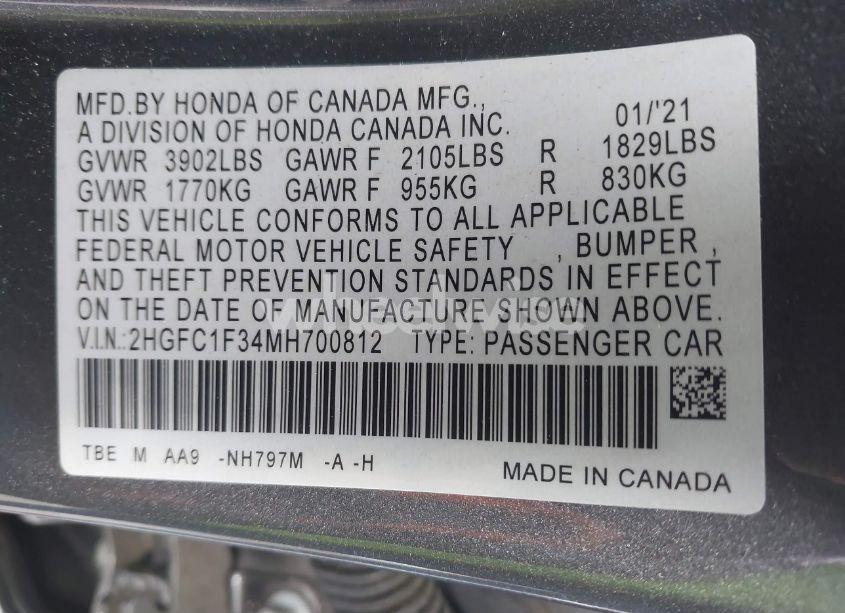 MFD.BY HONDA OF CANADA MFG., 01/'21
A DIVISION OF HONDA CANADA INC.
GVWR 3902LBS GAWR F 2105LBS R 1829LBS
GVWR 1770KG GAWR F 955KG R 830KG
THIS VEHICLE CONFORMS TO ALL APPLICABLE
FEDERAL MOTOR VEHICLE SAFETY , BUMPER ,
AND THEFT PREVENTION STANDARDS IN EFFECT
ON THE DATE OF MANUFACTURE SHOWN ABOVE.
V.I.N.:2HGFC1F34MH700812 TYPE: PASSENGER CAR
TBE M AA9 -NH797M -A -H
MADE IN CANADA